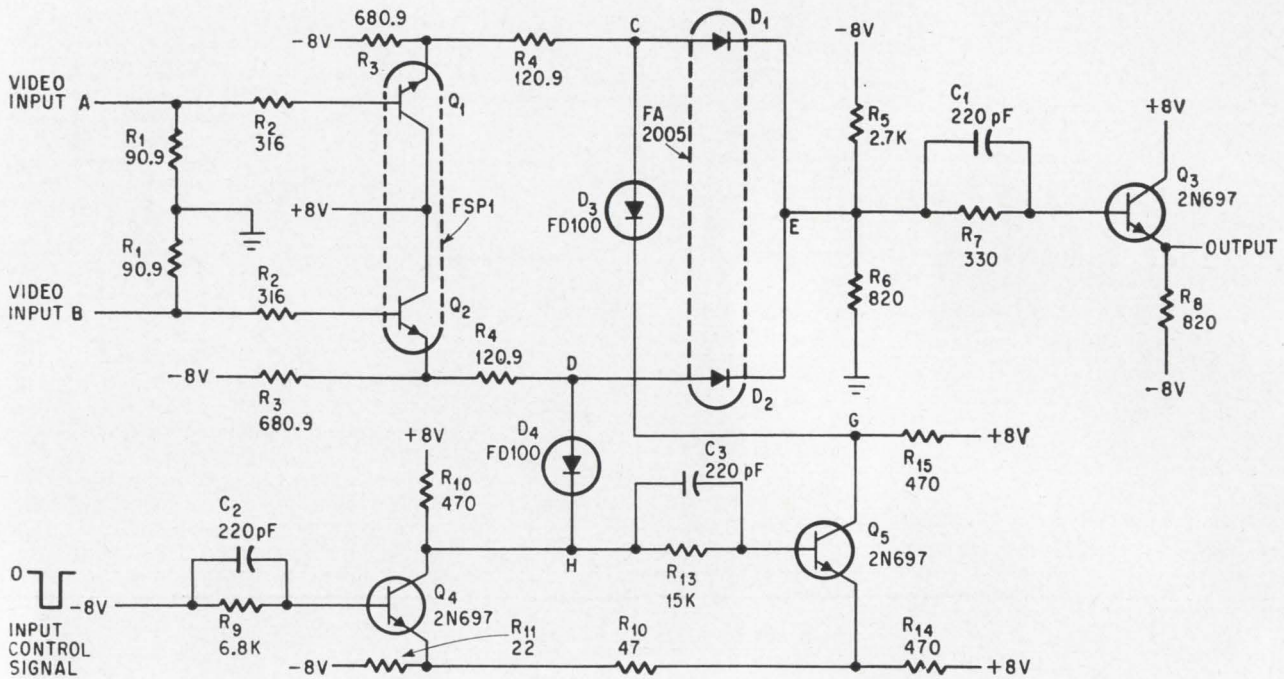 680.9
-8V
R3
R4
120.9
C
D1
-8V
VIDEO
INPUT A
R2
316
Q1
R1
90.9
FA
2005
R5
2.7K
C1
220 pF
+8V
Q3
2N697
+8V
FSP1
D3
FD100
E
R7
330
OUTPUT
R1
90.9
R6
820
R8
820
VIDEO
INPUT B
R2
316
Q2
R4
120.9
-8V
R3
680.9
D
D2
-8V
+8V
D4
FD100
G
R15
470
+8V
R10
470
C3
220 pF
C2
220pF
Q5
2N697
H
R13
15K
0
-8V
R9
6.8K
Q4
2N697
INPUT
CONTROL
SIGNAL
R11
22
R10
47
R14
470
-8V
+8V